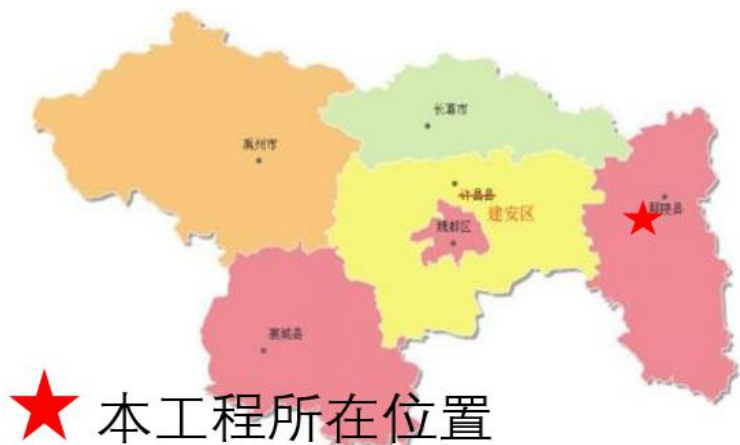 长葛市
禹州市
许昌县
建安区
魏都区
鄢陵县
襄城县
本工程所在位置